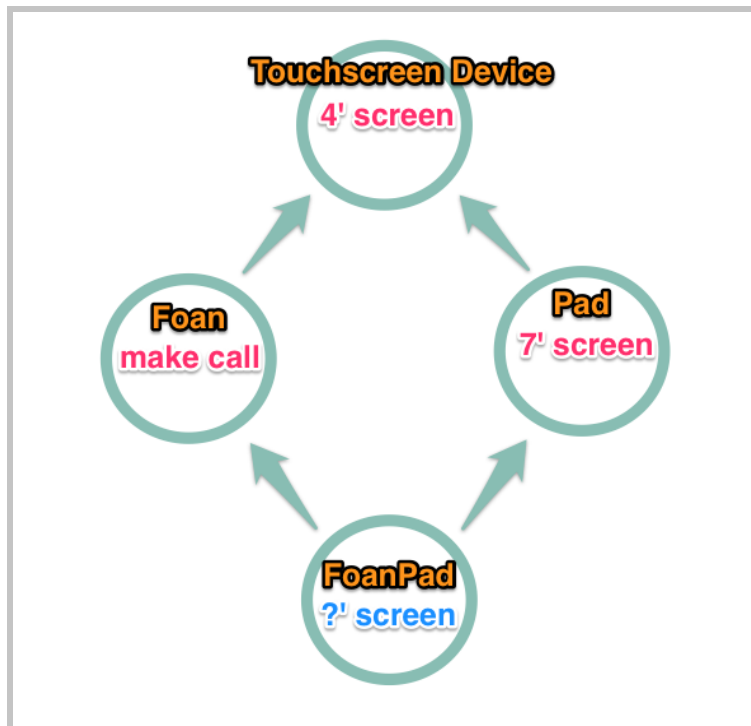 Touchscreen Device
4' screen
Foan
make call
Pad
7' screen
FoanPad
?' screen